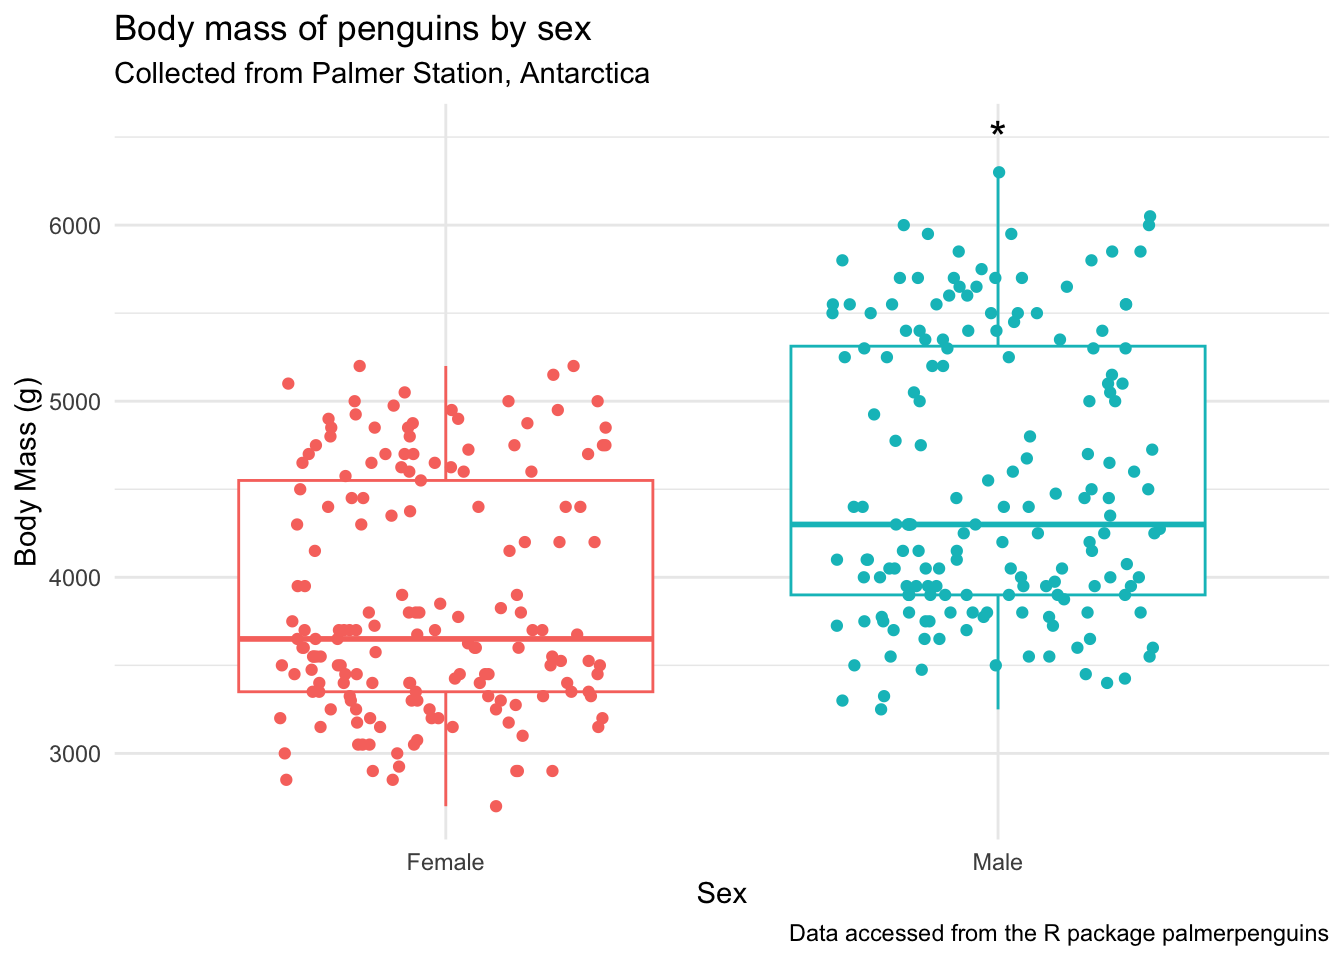 Body mass of penguins by sex
Collected from Palmer Station, Antarctica
*
6000
5000
4000
3000
Body Mass (g)
Female
Male
Sex
Data accessed from the R package palmerpenguins